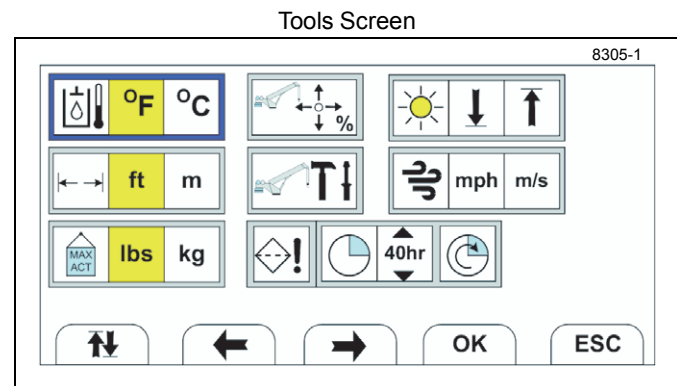 Tools Screen
8305-1
°F °C %
ft m mph m/s
MAX
ACT
lbs kg ! 40hr
OK ESC